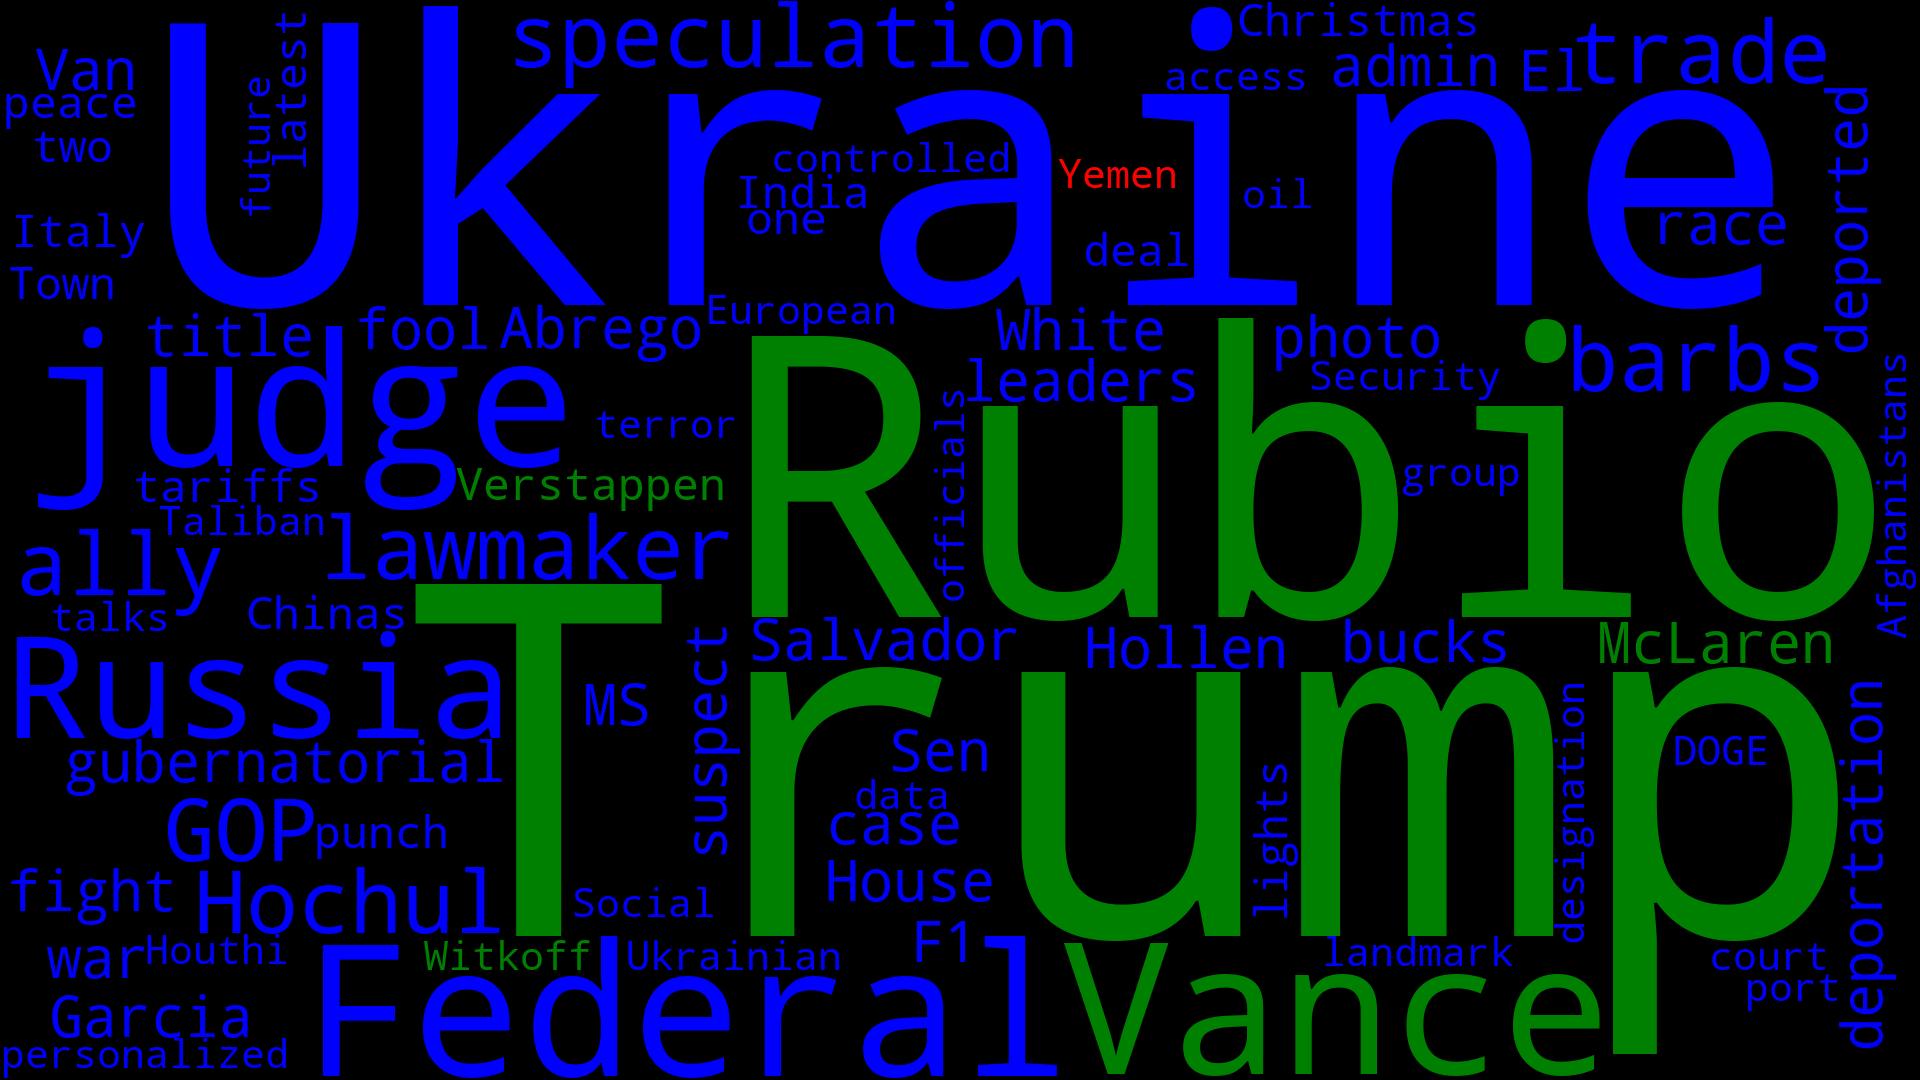 Ukraine
speculation
Christmas
access
admin
El
trade
Van
peace
two
future
latest
controlled
India
one
Yemen
oil
deal
race
deported
Italy
Town
title
fool
Abrego
European
White
leaders
photo
Security
barbs
judge
terror
Rubio
officials
group
Afghanistans
tariffs
Verstappen
Taliban
ally
lawmaker
talks
Chinas
Trump
Salvador
Hollen
bucks
McLaren
Russia
MS
suspect
gubernatorial
Sen
data
case
House
lights
designation
DOGE
deportation
GOP
punch
fight
Hochul
Social
war
Houthi
Witkoff
Ukrainian
F1
landmark
court
port
Garcia
personalized
Federal
Vance